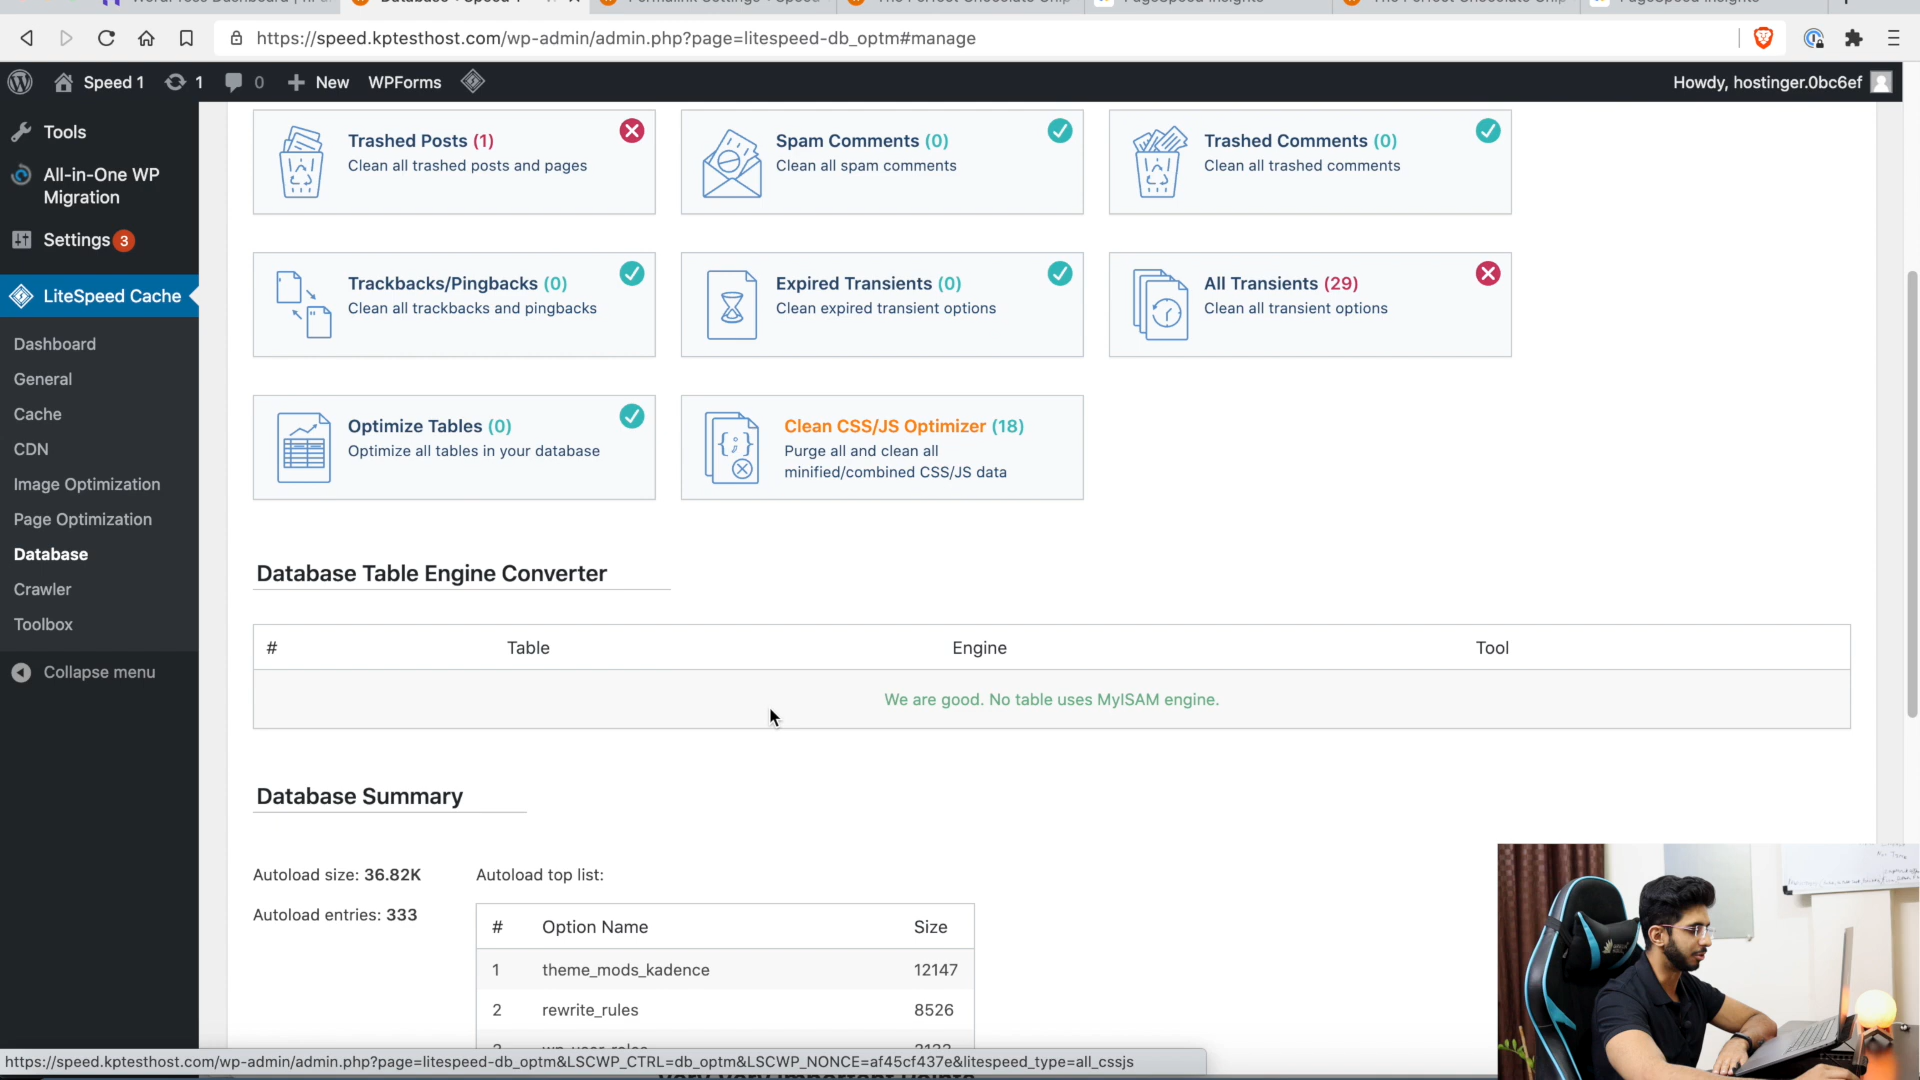 https://speed.kptesthost.com/wp-admin/admin.php?page=litespeed-db_optm#manage
Speed 1
1
0
New
WPForms
Howdy, hostinger.0bc6ef
Tools
All-in-One WP
Migration
Settings 3
LiteSpeed Cache
Dashboard
General
Cache
CDN
Image Optimization
Page Optimization
Database
Crawler
Toolbox
Collapse menu
Trashed Posts (1)
Clean all trashed posts and pages
Spam Comments (0)
Clean all spam comments
Trashed Comments (0)
Clean all trashed comments
Trackbacks/Pingbacks (0)
Clean all trackbacks and pingbacks
Expired Transients (0)
Clean expired transient options
All Transients (29)
Clean all transient options
Optimize Tables (0)
Optimize all tables in your database
Clean CSS/JS Optimizer (18)
Purge all and clean all
minified/combined CSS/JS data
Database Table Engine Converter
# Table Engine Tool
We are good. No table uses MyISAM engine.
Database Summary
Autoload size: 36.82K
Autoload entries: 333
Autoload top list:
# Option Name Size
1 theme_mods_kadence 12147
2 rewrite_rules 8526
https://speed.kptesthost.com/wp-admin/admin.php?page=litespeed-db_optm&LSCWP_CTRL=db_optm&LSCWP_NONCE=af45cf437e&litespeed_type=all_cssjs